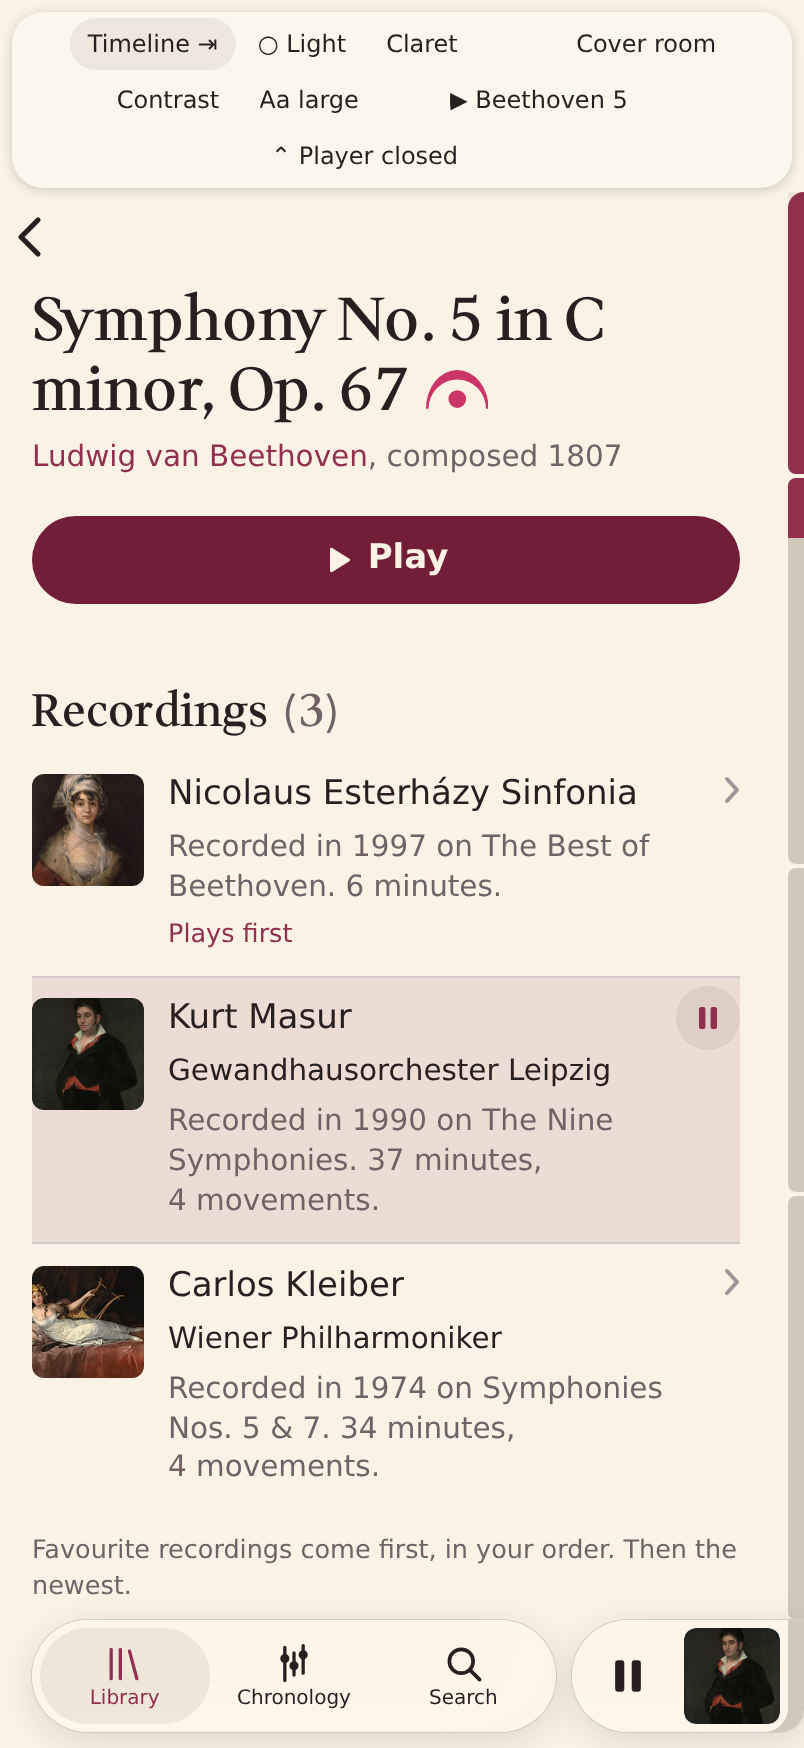 Timeline ⇥ ○ Light Claret Cover room
Contrast Aa large ▶ Beethoven 5
⌃ Player closed
Symphony No. 5 in C
minor, Op. 67
Ludwig van Beethoven, composed 1807
Play
Recordings (3)
Nicolaus Esterházy Sinfonia
Recorded in 1997 on The Best of
Beethoven. 6 minutes.
Plays first
Kurt Masur
Gewandhausorchester Leipzig
Recorded in 1990 on The Nine
Symphonies. 37 minutes,
4 movements.
Carlos Kleiber
Wiener Philharmoniker
Recorded in 1974 on Symphonies
Nos. 5 & 7. 34 minutes,
4 movements.
Favourite recordings come first, in your order. Then the
newest.
Library Chronology Search